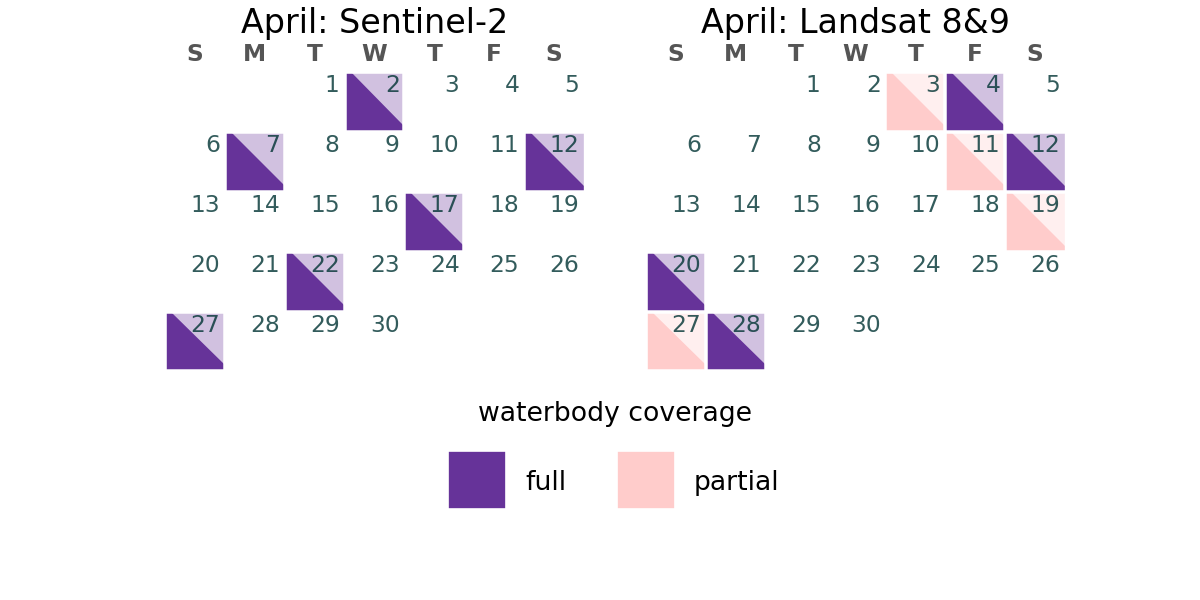 April: Sentinel-2
S M T W T F S
1 2 3 4 5
6 7 8 9 10 11 12
13 14 15 16 17 18 19
20 21 22 23 24 25 26
27 28 29 30
April: Landsat 8&9
S M T W T F S
1 2 3 4 5
6 7 8 9 10 11 12
13 14 15 16 17 18 19
20 21 22 23 24 25 26
27 28 29 30
waterbody coverage
full partial